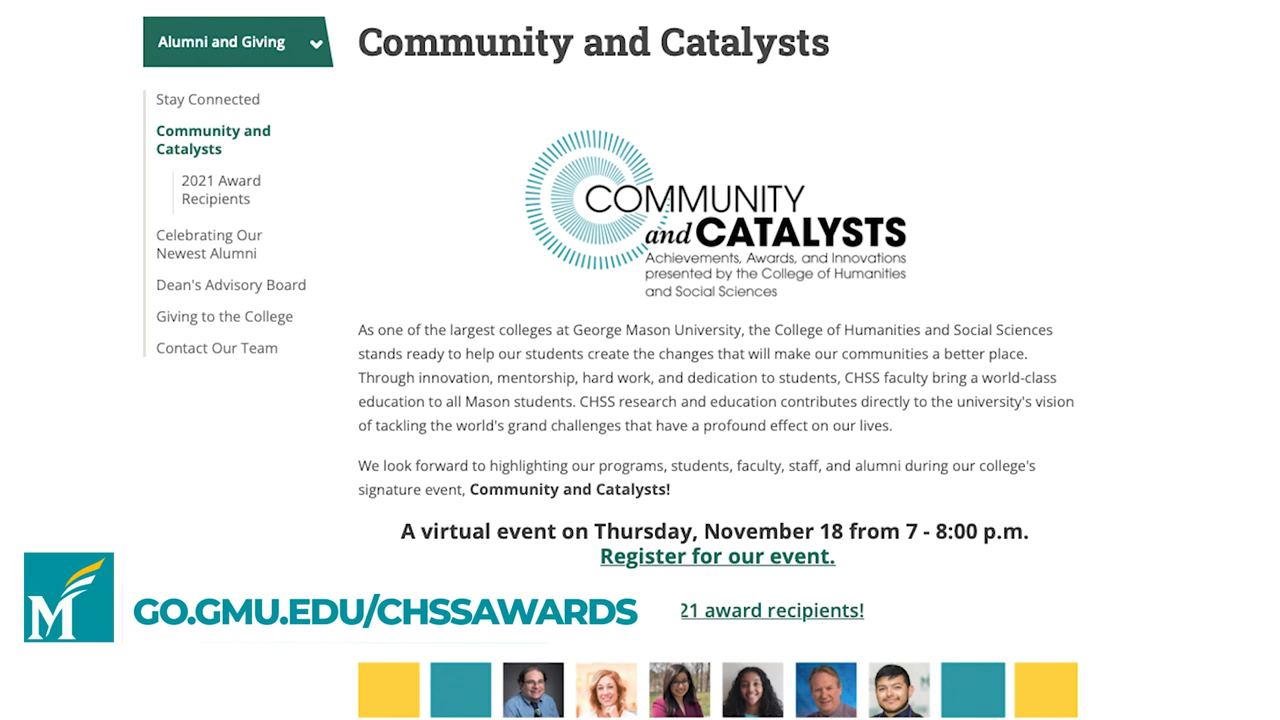 Alumni and Giving
Community and Catalysts
Stay Connected
Community and
Catalysts
2021 Award
Recipients
Celebrating Our
Newest Alumni
Dean's Advisory Board
Giving to the College
Contact Our Team
COMMUNITY
and CATALYSTS
Achievements, Awards, and Innovations
presented by the College of Humanities
and Social Sciences
As one of the largest colleges at George Mason University, the College of Humanities and Social Sciences
stands ready to help our students create the changes that will make our communities a better place.
Through innovation, mentorship, hard work, and dedication to students, CHSS faculty bring a world-class
education to all Mason students. CHSS research and education contributes directly to the university's vision
of tackling the world's grand challenges that have a profound effect on our lives.
We look forward to highlighting our programs, students, faculty, staff, and alumni during our college's
signature event, Community and Catalysts!
A virtual event on Thursday, November 18 from 7 - 8:00 p.m.
Register for our event.
21 award recipients!
M
GO.GMU.EDU/CHSSAWARDS